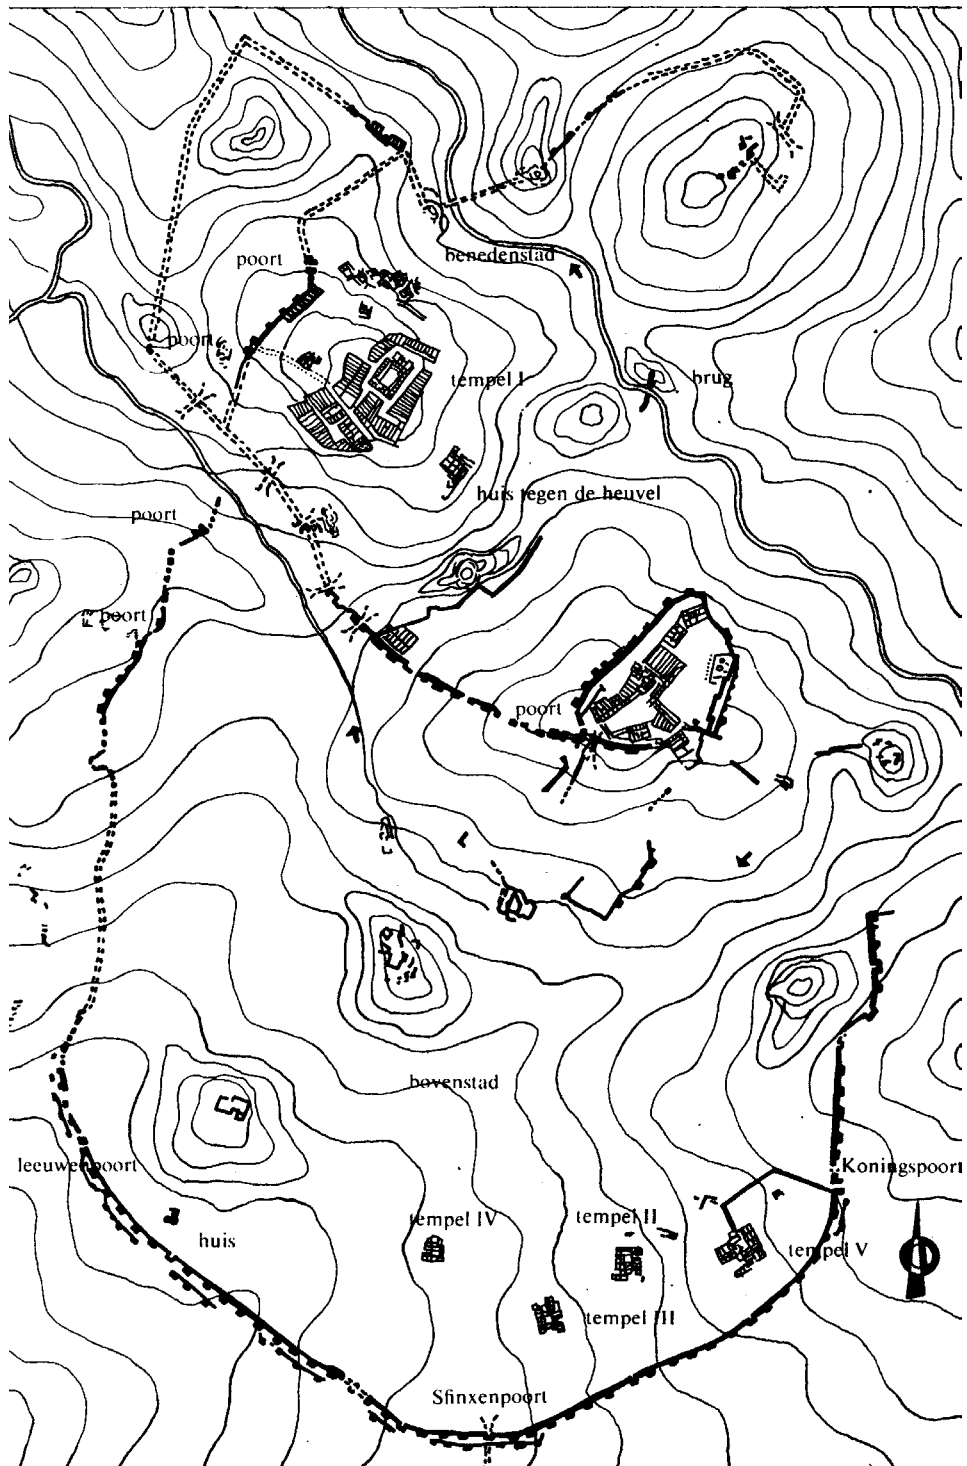 benedenstad
poort
poort
brug
tempel I
huis tegen de heuvel
poort
poort
poort
bovenstad
leeuwenpoort
Koningspoort
tempel IV
tempel II
huis
tempel V
tempel III
Sfinxenpoort